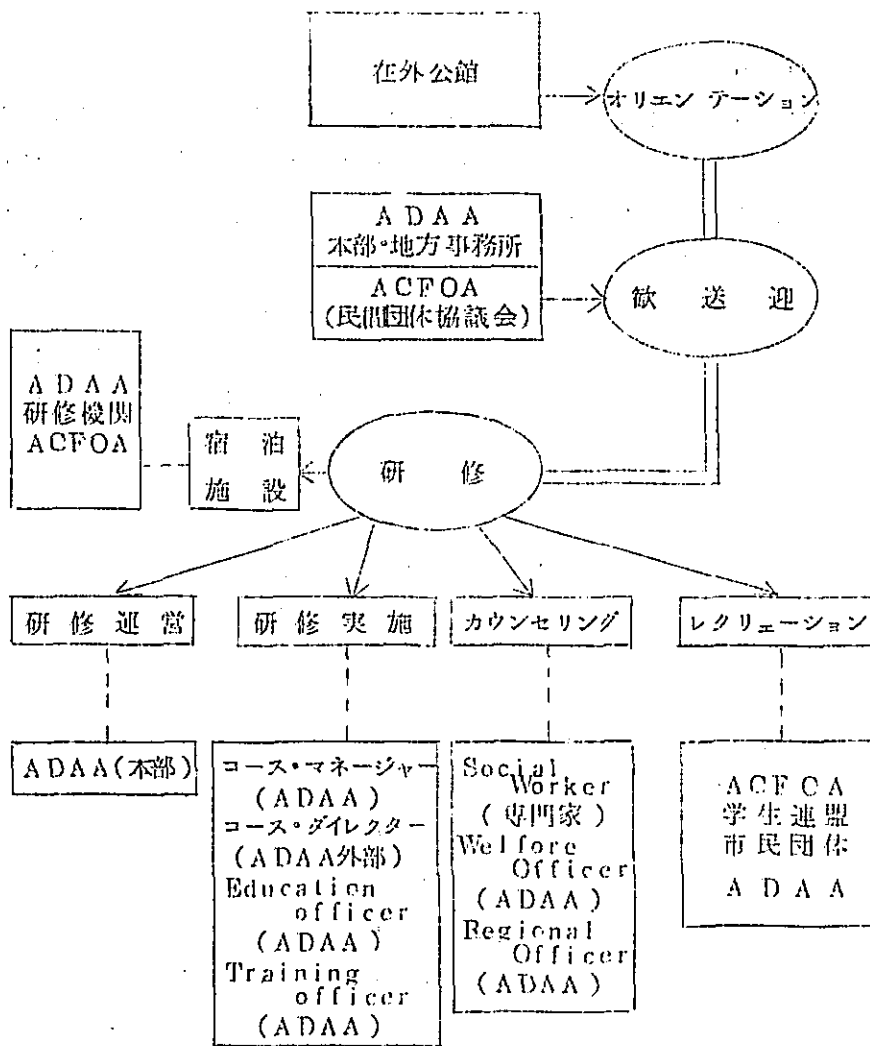 在外公館
オリエンテーション
ADAA
本部・地方事務所
ACFOA
(民間団体協議会)
歓送迎
ADAA
研修機関
ACFOA
宿泊
施設
研修
研修運営
研修実施
カウンセリング
レクリェーション
ADAA(本部)
コース・マネージャー
(ADAA)
コース・ダイレクター
(ADAA外部)
Education
officer
(ADAA)
Training
officer
(ADAA)
Social
Worker
(専門家)
Welfore
Officer
(ADAA)
Regional
Officer
(ADAA)
ACFOA
学生連盟
市民団体
ADAA